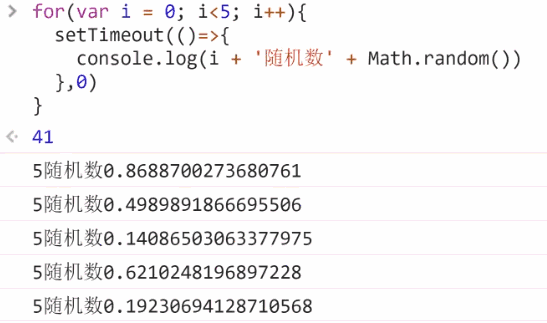 for(var i = 0; i<5; i++){
setTimeout(()=>{
console.log(i + '随机数' + Math.random())
},0)
}
41
5随机数0.8688700273680761
5随机数0.4989891866695506
5随机数0.14086503063377975
5随机数0.6210248196897228
5随机数0.19230694128710568